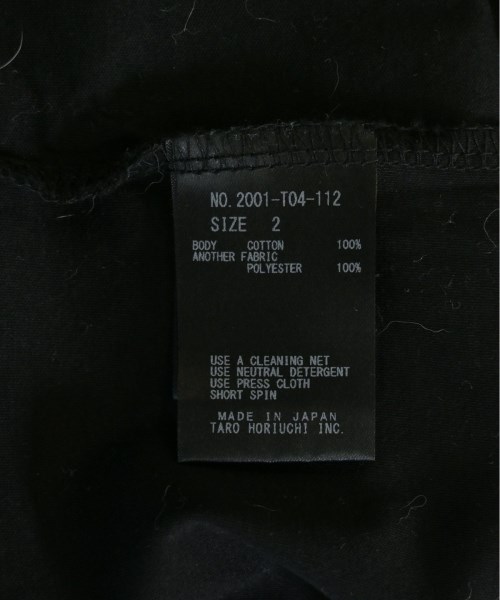 NO. 2001-T04-112
SIZE 2
BODY COTTON 100%
ANOTHER FABRIC
POLYESTER 100%
USE A CLEANING NET
USE NEUTRAL DETERGENT
USE PRESS CLOTH
SHORT SPIN
MADE IN JAPAN
TARO HORIUCHI INC.